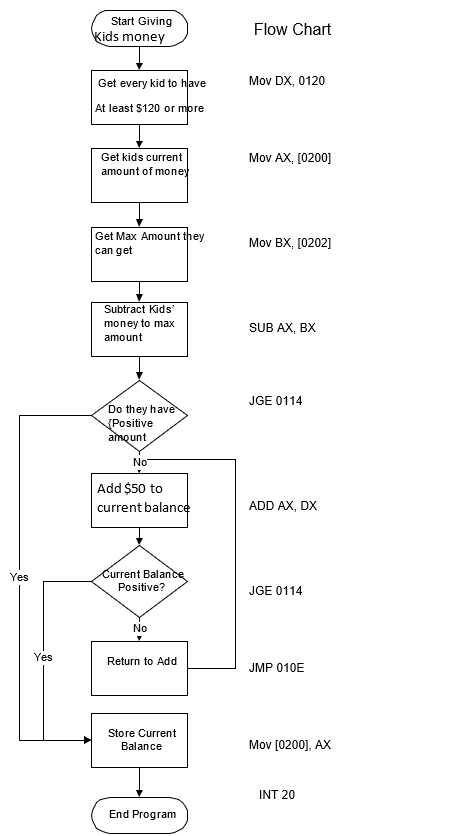 Start Giving
Kids money
Flow Chart
Get every kid to have
At least $120 or more
Mov DX, 0120
Get kids current
amount of money
Mov AX, [0200]
Get Max Amount they
can get
Mov BX, [0202]
Subtract Kids'
money to max
amount
SUB AX, BX
Do they have
{Positive
amount
JGE 0114
No
Add $50 to
current balance
ADD AX, DX
Yes
Current Balance
Positive?
JGE 0114
No
Yes
Return to Add
JMP 010E
Store Current
Balance
Mov [0200], AX
INT 20
End Program